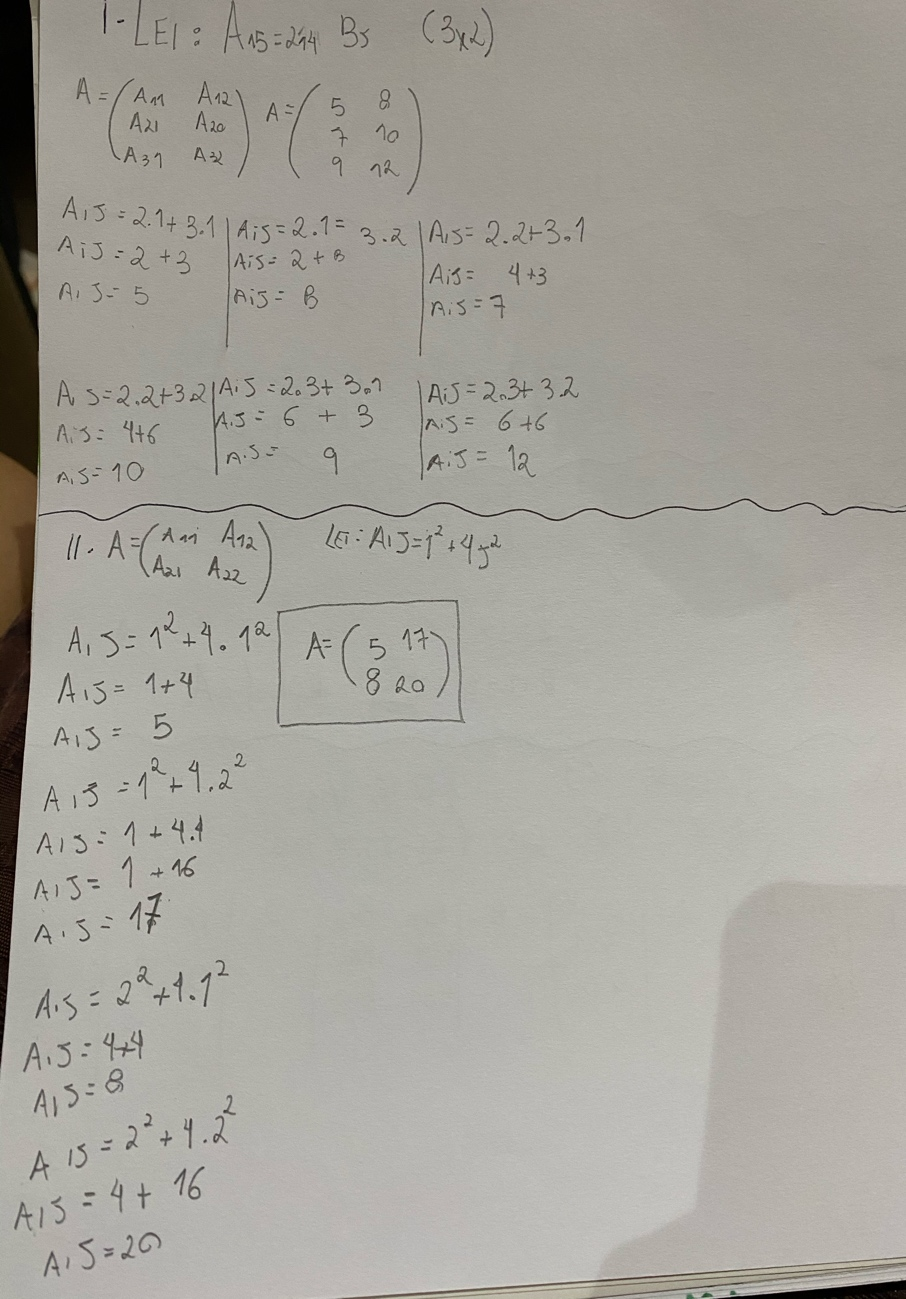 I- LEI: A15=2i+1 B5 (3x2)
A= (A11 A12) A= (5 8)
(A21 A20) (7 10)
(A31 A32) (9 12)
AiJ = 2.1+3.1
AiJ = 2 + 3
AiJ = 5
AiJ = 2.1= 3.2
AiJ = 2 + 6
AiJ = 8
AiJ = 2.2+3.1
AiJ = 4+3
AiJ = 7
AiJ = 2.2+3.2
AiJ = 4+6
AiJ = 10
AiJ = 2.3+3.1
AiJ = 6 + 3
AiJ = 9
AiJ = 2.3+3.2
AiJ = 6+6
AiJ = 12
II. A= (A11 A12) LEI: AiJ=i²+4J²
(A21 A22)
AiJ = 1²+4.1²
AiJ = 1+4
AiJ = 5
A= (5 17)
(8 20)
AiJ = 1²+4.2²
AiJ = 1+4.4
AiJ = 1+16
AiJ = 17
AiJ = 2²+4.1²
AiJ = 4+4
AiJ = 8
AiJ = 2²+4.2²
AiJ = 4+ 16
AiJ = 20